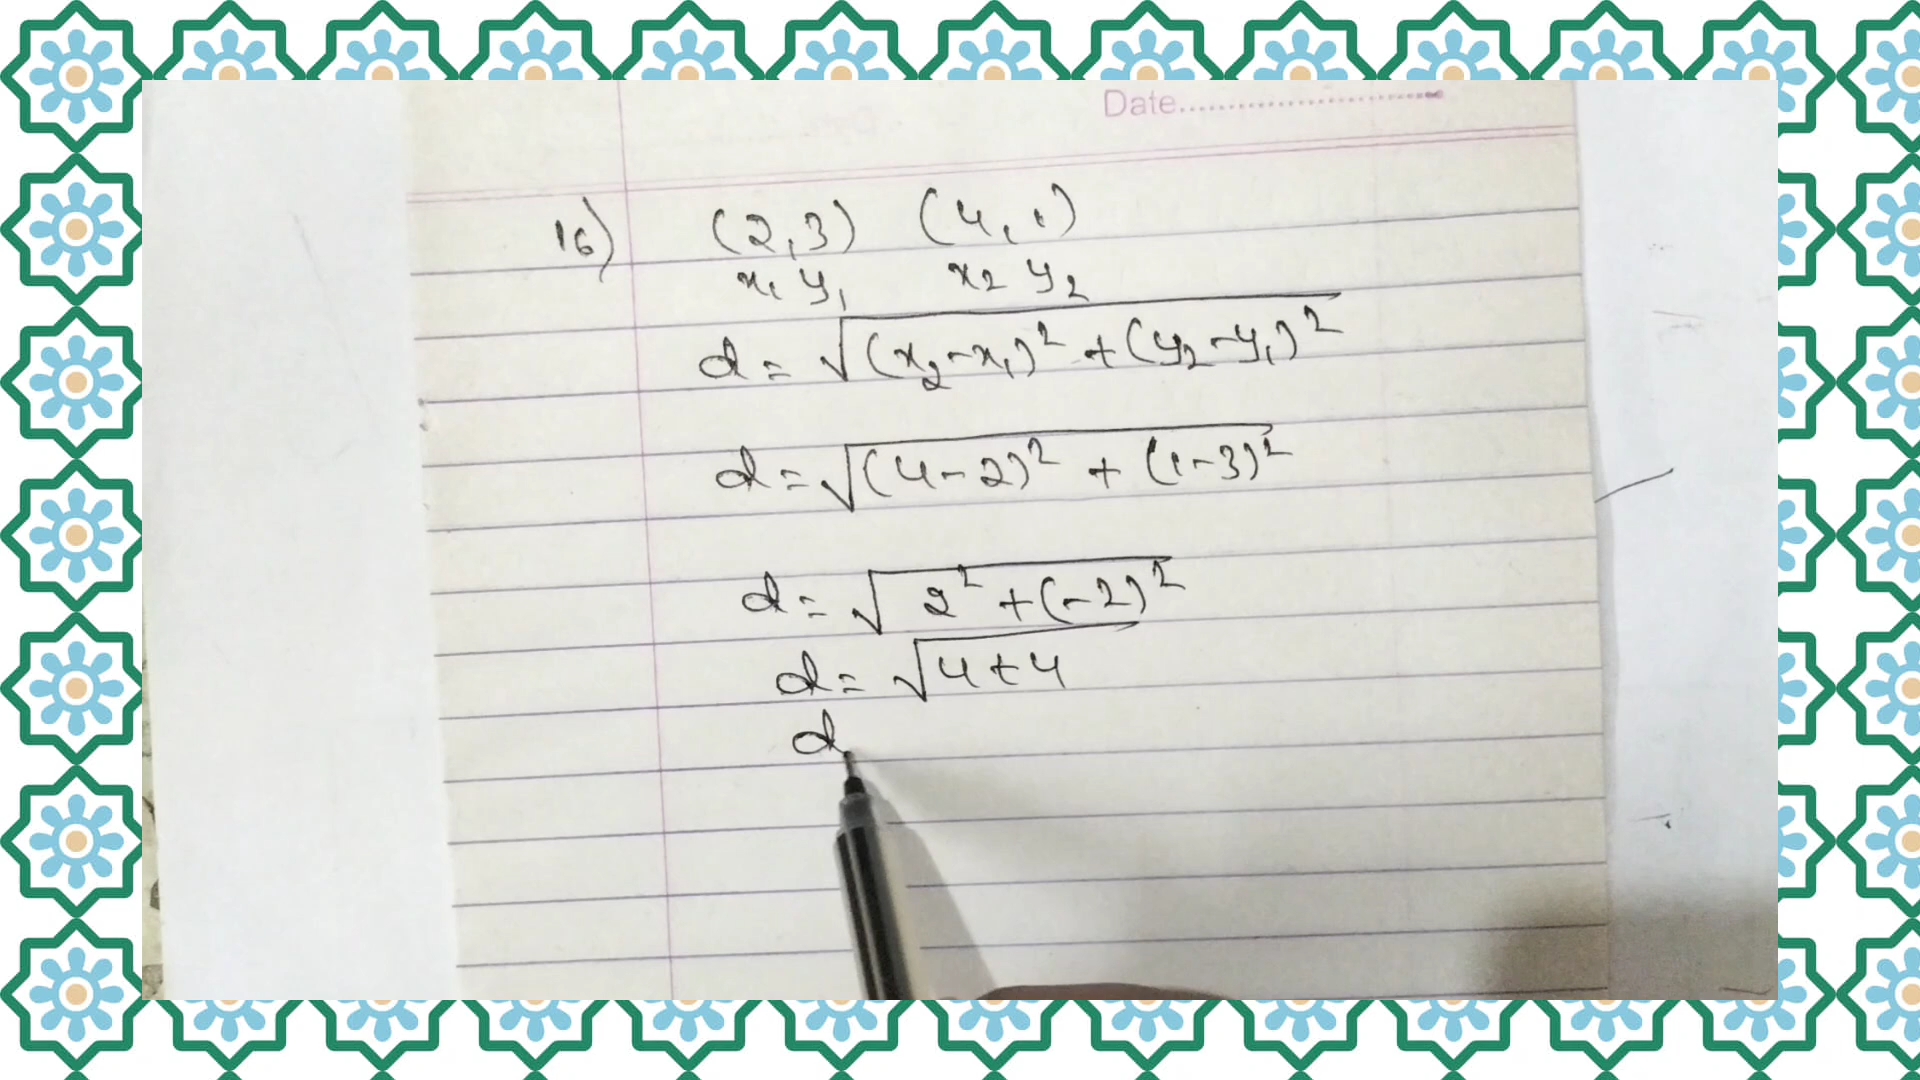 Date
16) (2,3) (4,1)
x₁ y₁ x₂ y₂
d = √(x₂-x₁)² + (y₂-y₁)²
d = √(4-2)² + (1-3)²
d = √2² + (-2)²
d = √4+4
d